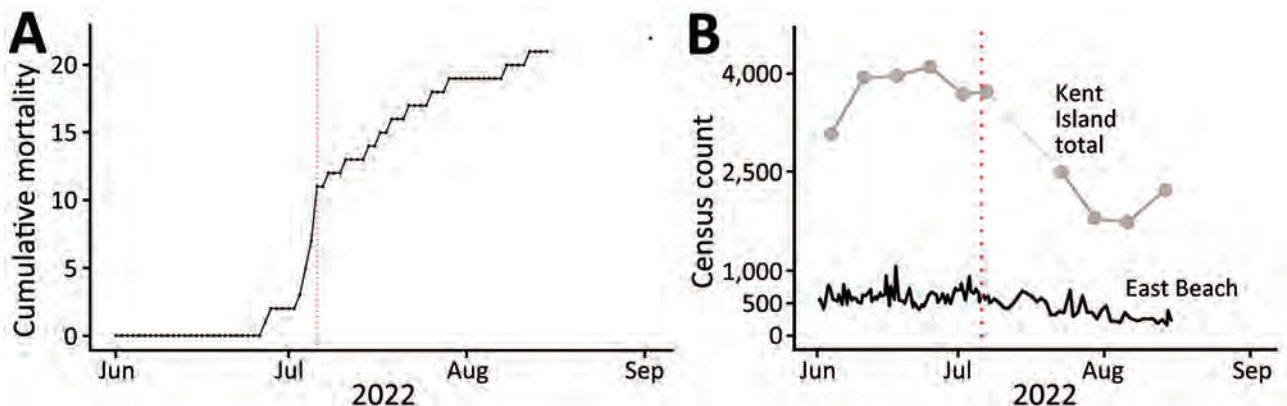 A
Cumulative mortality
20
15
10
5
0
Jun
Jul
Aug
Sep
2022
B
Census count
4,000
2,500
1,000
500
0
Kent
Island
total
East Beach
Jun
Jul
Aug
Sep
2022